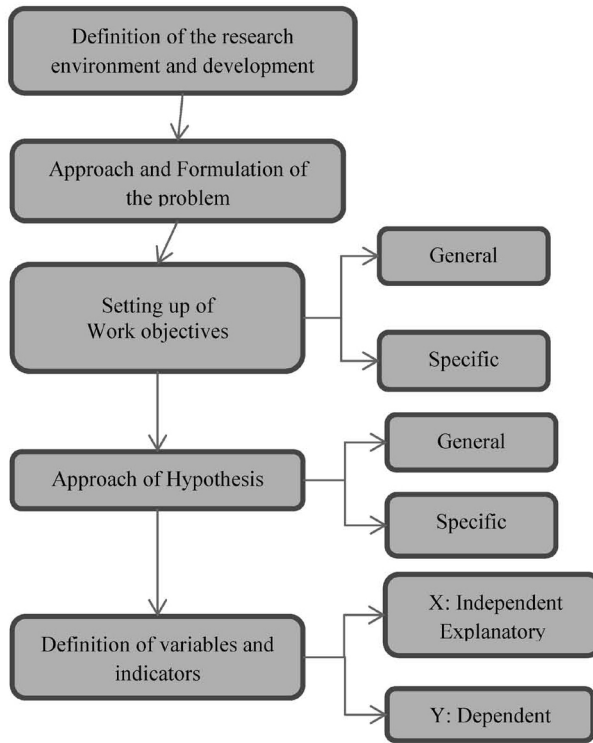 Definition of the research
environment and development
Approach and Formulation of
the problem
Setting up of
Work objectives
General
Specific
Approach of Hypothesis
General
Specific
Definition of variables and
indicators
X: Independent
Explanatory
Y: Dependent